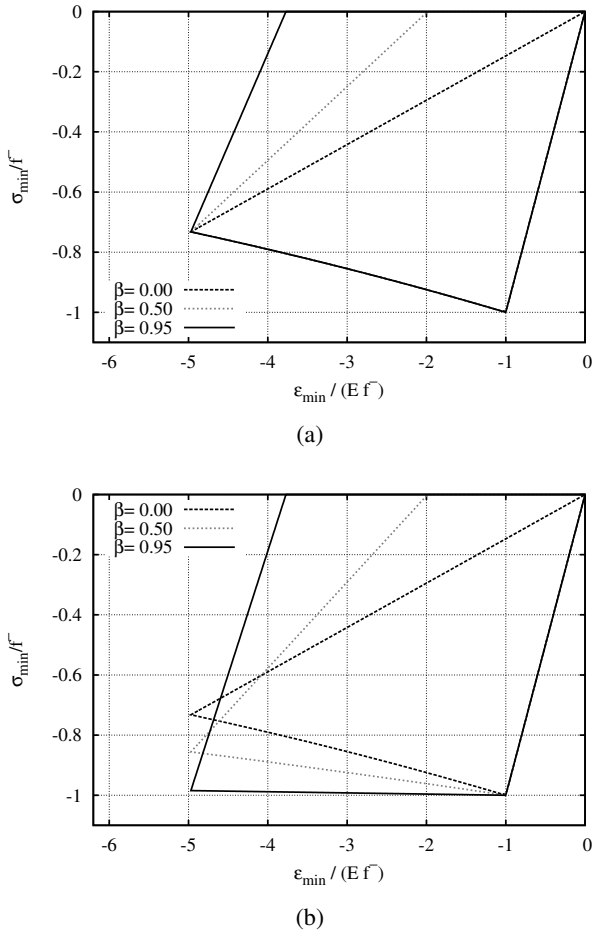 0
-0.2
-0.4
-0.6
-0.8
-1
σmin/f⁻
β= 0.00
β= 0.50
β= 0.95
-6 -5 -4 -3 -2 -1 0
εmin / (E f⁻)
(a)
0
-0.2
-0.4
-0.6
-0.8
-1
σmin/f⁻
β= 0.00
β= 0.50
β= 0.95
-6 -5 -4 -3 -2 -1 0
εmin / (E f⁻)
(b)